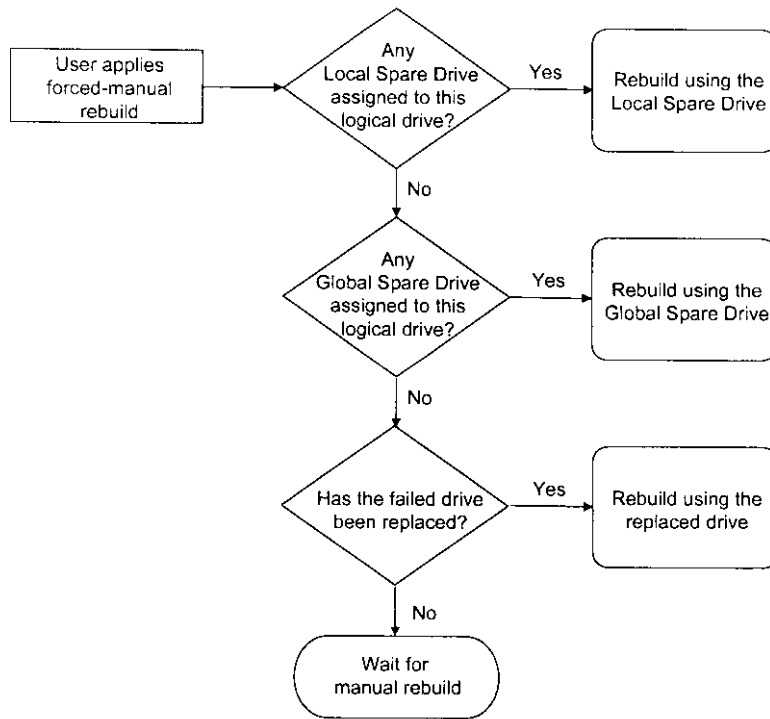 User applies
forced-manual
rebuild
Any
Local Spare Drive
assigned to this
logical drive?
Yes
Rebuild using the
Local Spare Drive
No
Any
Global Spare Drive
assigned to this
logical drive?
Yes
Rebuild using the
Global Spare Drive
No
Has the failed drive
been replaced?
Yes
Rebuild using the
replaced drive
No
Wait for
manual rebuild